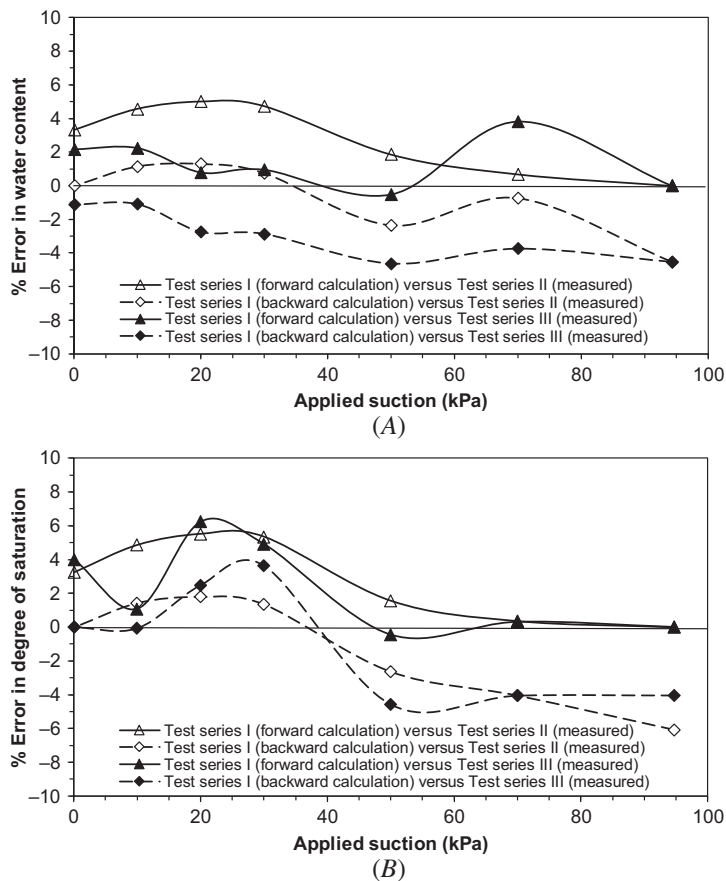 10
8
6
4
2
0
–2
–4
–6
–8
–10
% Error in water content
Test series I (forward calculation) versus Test series II (measured)
Test series I (backward calculation) versus Test series II (measured)
Test series I (forward calculation) versus Test series III (measured)
Test series I (backward calculation) versus Test series III (measured)
0 20 40 60 80 100
Applied suction (kPa)
(A)
10
8
6
4
2
0
–2
–4
–6
–8
–10
% Error in degree of saturation
Test series I (forward calculation) versus Test series II (measured)
Test series I (backward calculation) versus Test series II (measured)
Test series I (forward calculation) versus Test series III (measured)
Test series I (backward calculation) versus Test series III (measured)
0 20 40 60 80 100
Applied suction (kPa)
(B)